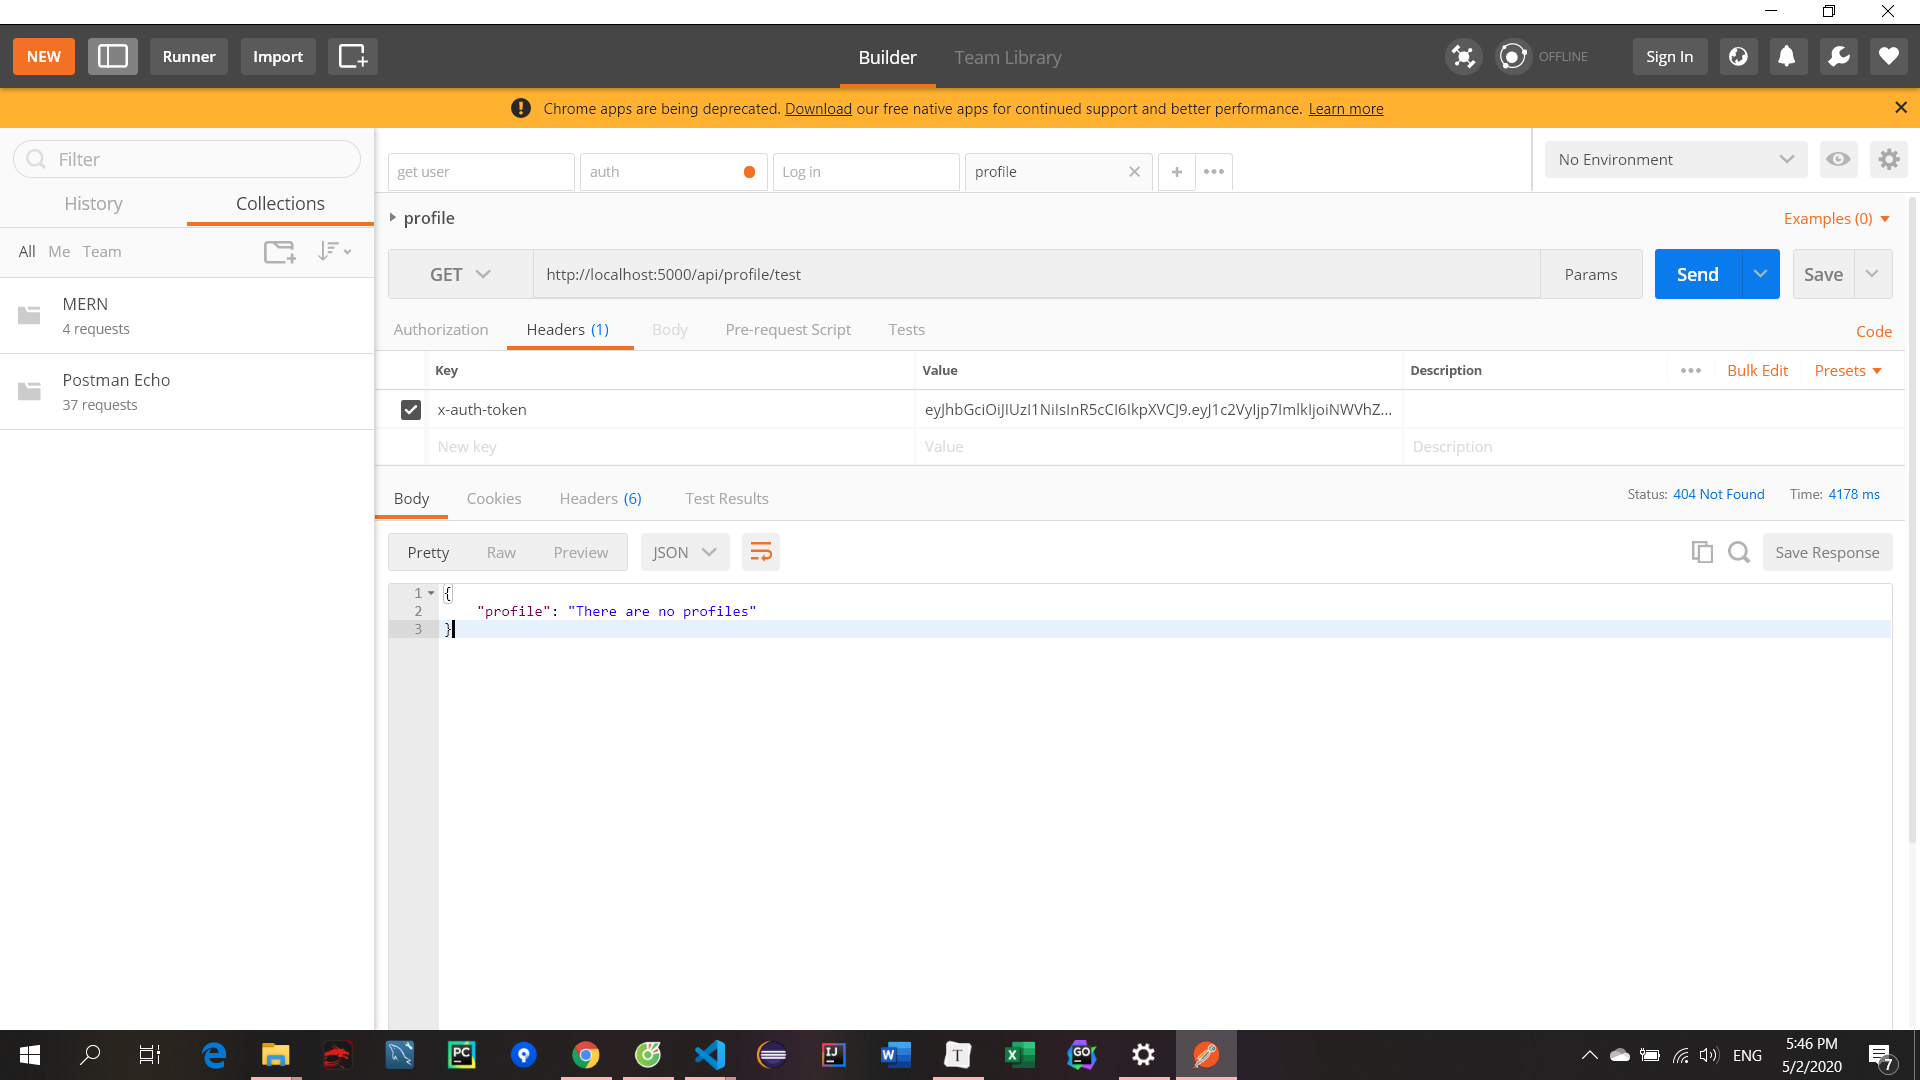 NEW
Runner
Import
Builder
Team Library
OFFLINE
Sign In
Chrome apps are being deprecated. Download our free native apps for continued support and better performance. Learn more
Filter
History
Collections
All Me Team
MERN
4 requests
Postman Echo
37 requests
get user
auth
Log in
profile
No Environment
profile
Examples (0)
GET
http://localhost:5000/api/profile/test
Params
Send
Save
Authorization
Headers (1)
Body
Pre-request Script
Tests
Code
Key
Value
Description
Bulk Edit
Presets
x-auth-token
eyJhbGciOiJIUzI1NiIsInR5cCI6IkpXVCJ9.eyJ1c2VyIjp7ImlkIjoiNWVhZ...
New key
Value
Description
Body
Cookies
Headers (6)
Test Results
Status: 404 Not Found
Time: 4178 ms
Pretty
Raw
Preview
JSON
Save Response
1 {
2 "profile": "There are no profiles"
3 }
ENG
5:46 PM
5/2/2020
7